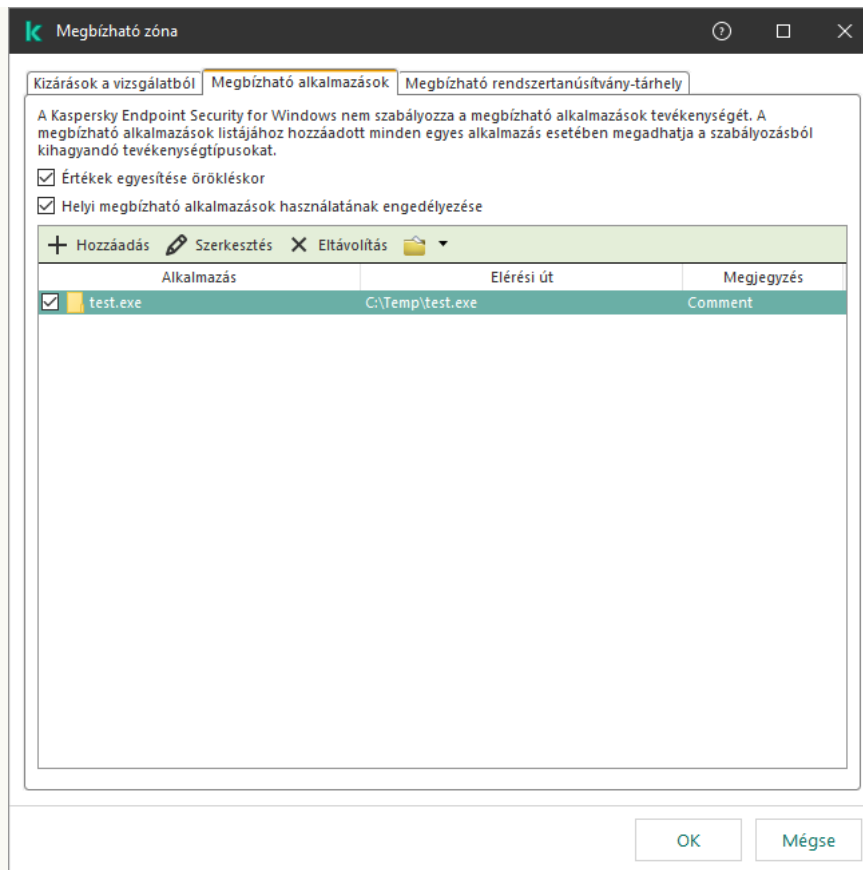 Megbízható zóna
Kizárások a vizsgálatból Megbízható alkalmazások Megbízható rendszertanúsítvány-tárhely
A Kaspersky Endpoint Security for Windows nem szabályozza a megbízható alkalmazások tevékenységét. A
megbízható alkalmazások listájához hozzáadott minden egyes alkalmazás esetében megadhatja a szabályozásból
kihagyandó tevékenységtípusokat.
Értékek egyesítése örökléskor
Helyi megbízható alkalmazások használatának engedélyezése
Hozzáadás Szerkesztés Eltávolítás
Alkalmazás Elérési út Megjegyzés
test.exe C:\Temp\test.exe Comment
OK Mégse